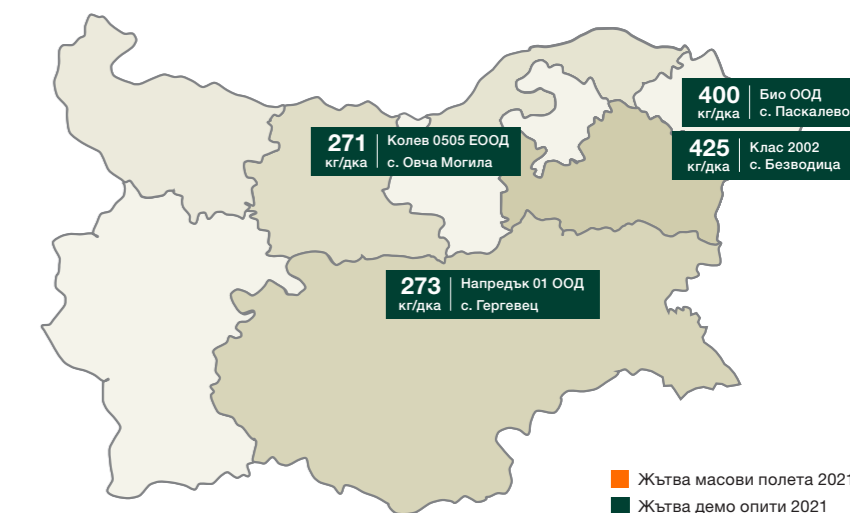 400
кг/дка
Био ООД
с. Паскалево
425
кг/дка
Клас 2002
с. Безводица
271
кг/дка
Колев 0505 ЕООД
с. Овча Могила
273
кг/дка
Напредък 01 ООД
с. Гергевец
Жътва масови полета 2021
Жътва демо опити 2021